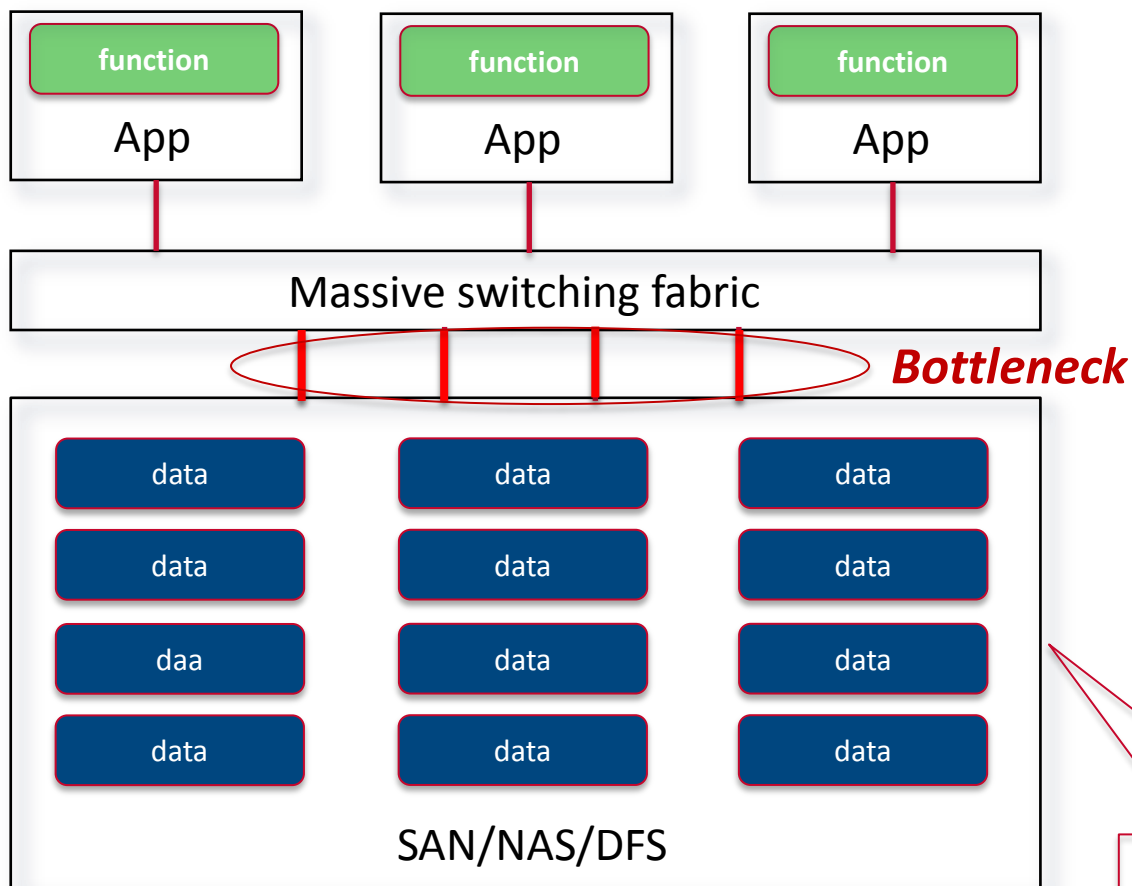 function function function
App App App
Massive switching fabric
Bottleneck
data data data
data data data
daa data data
data data data
SAN/NAS/DFS